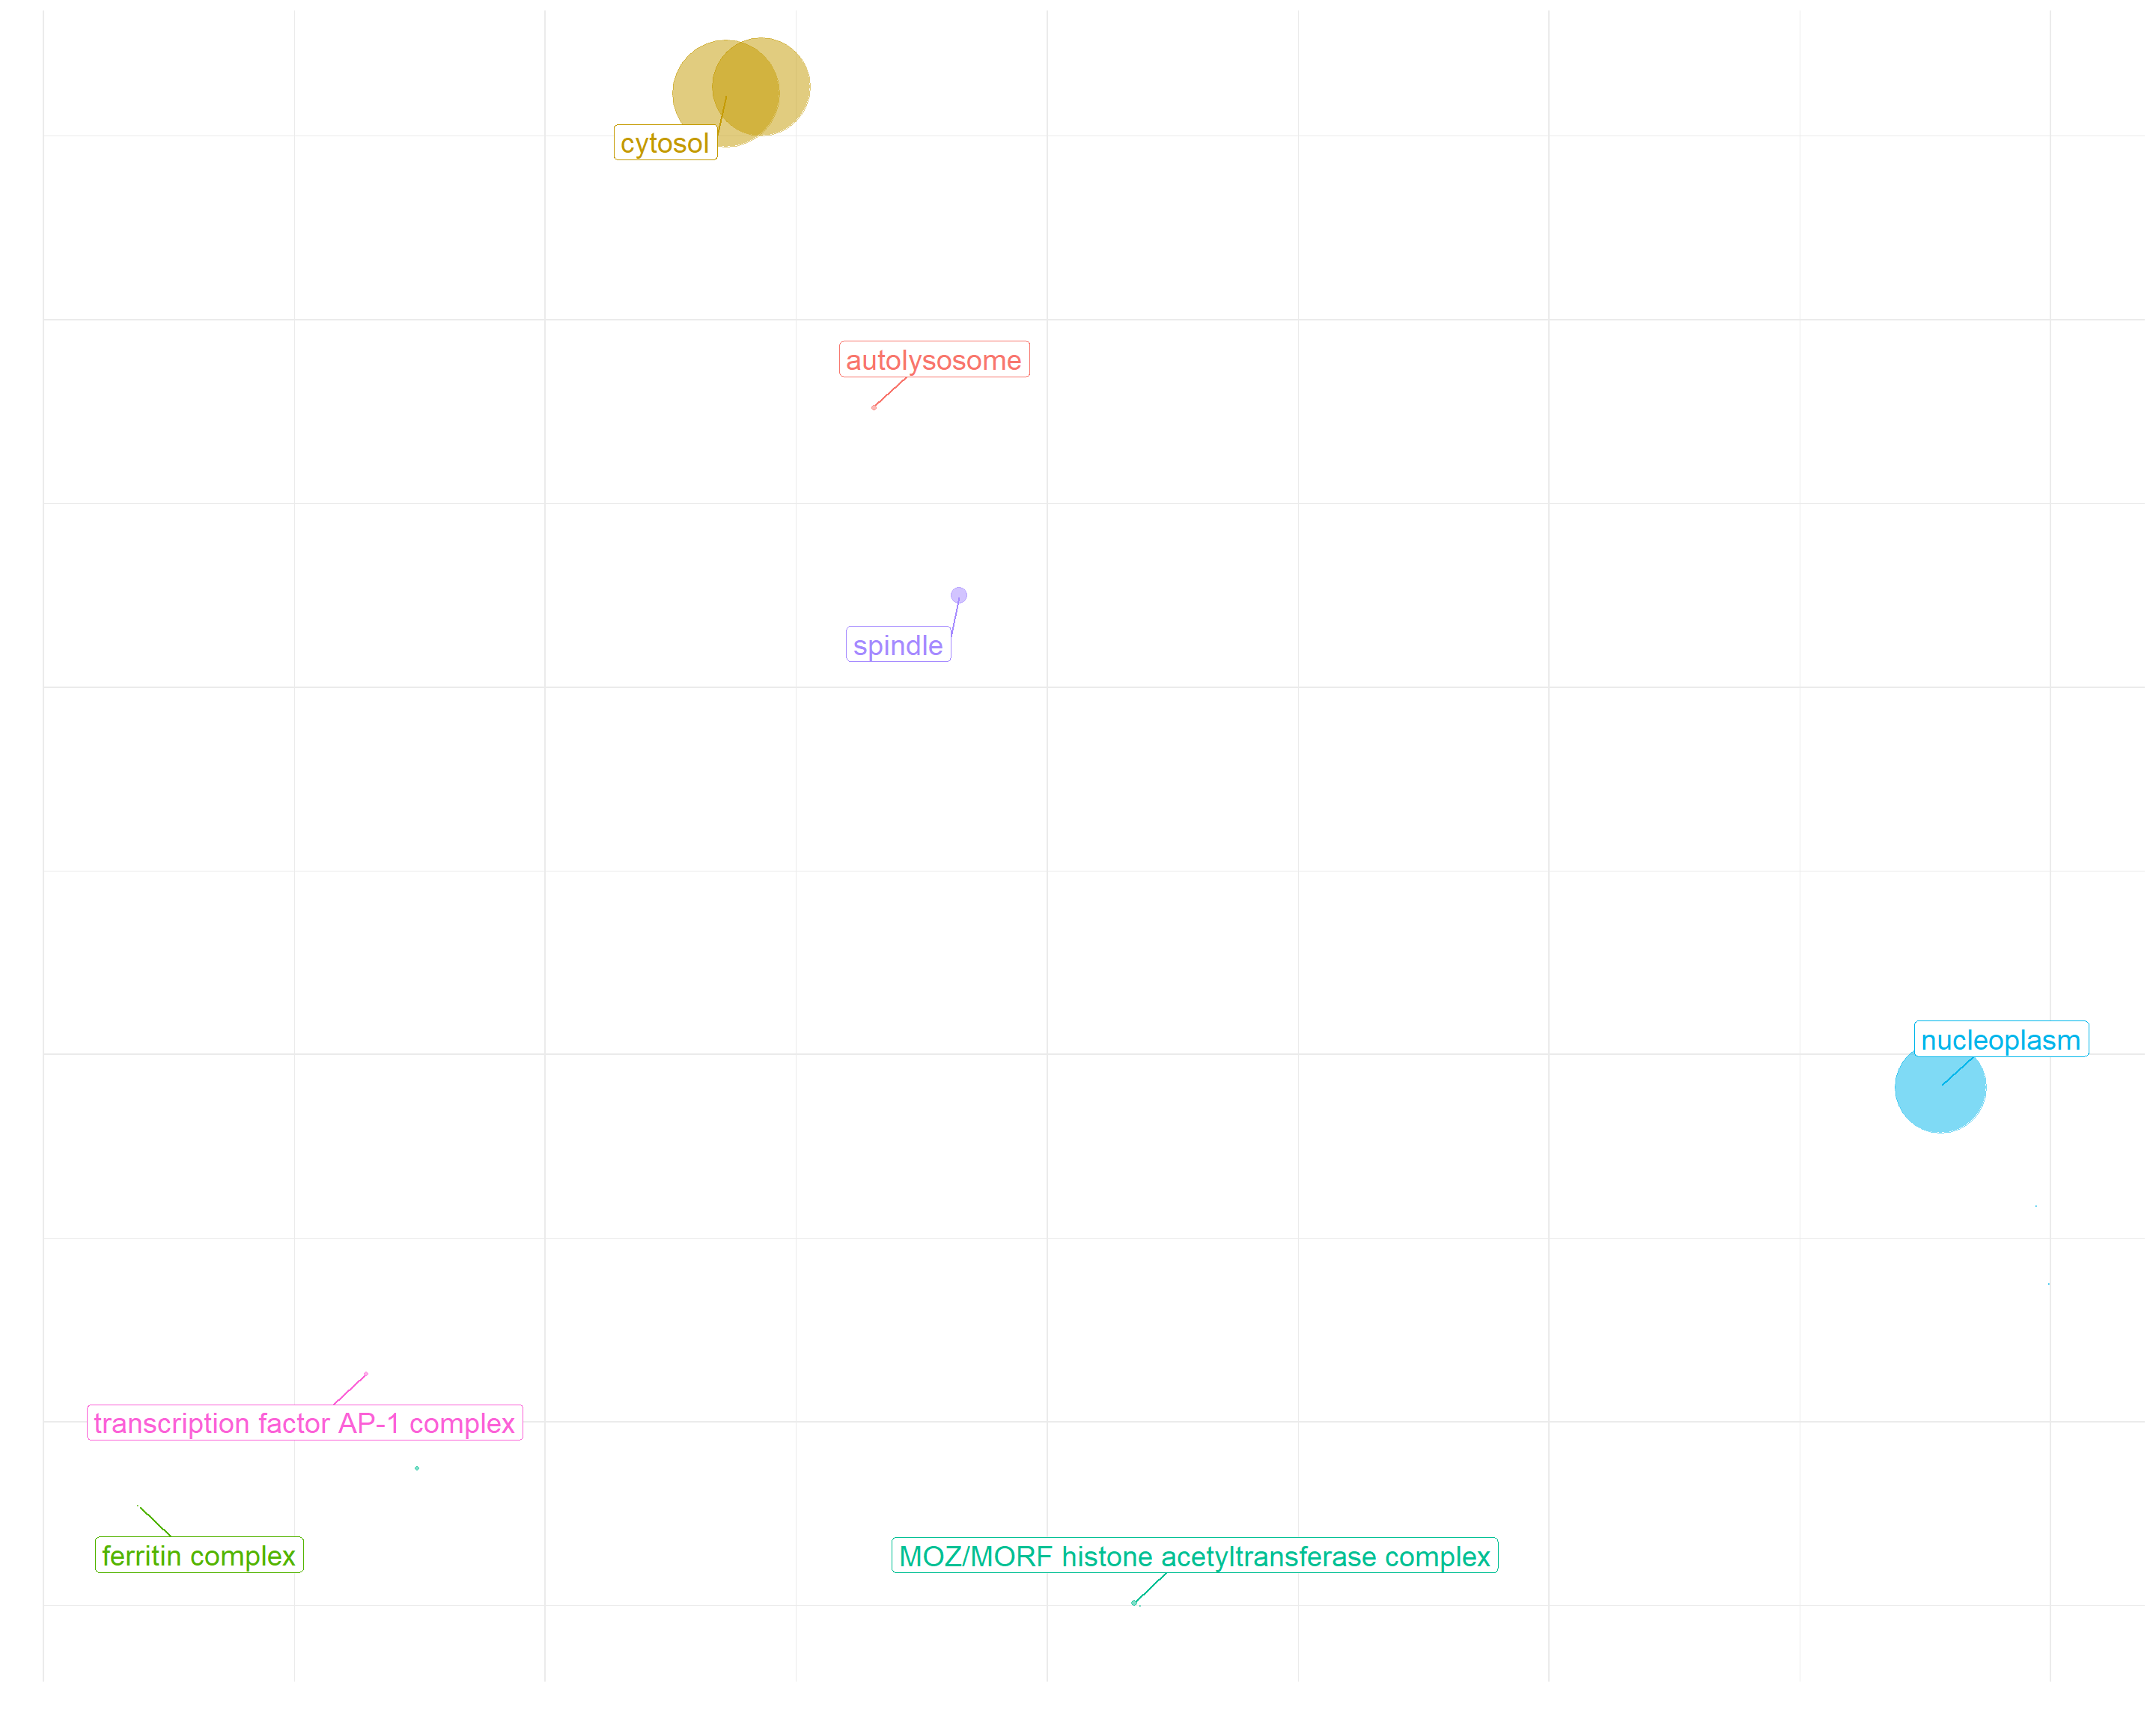 cytosol
autolysosome
spindle
nucleoplasm
transcription factor AP-1 complex
ferritin complex
MOZ/MORF histone acetyltransferase complex